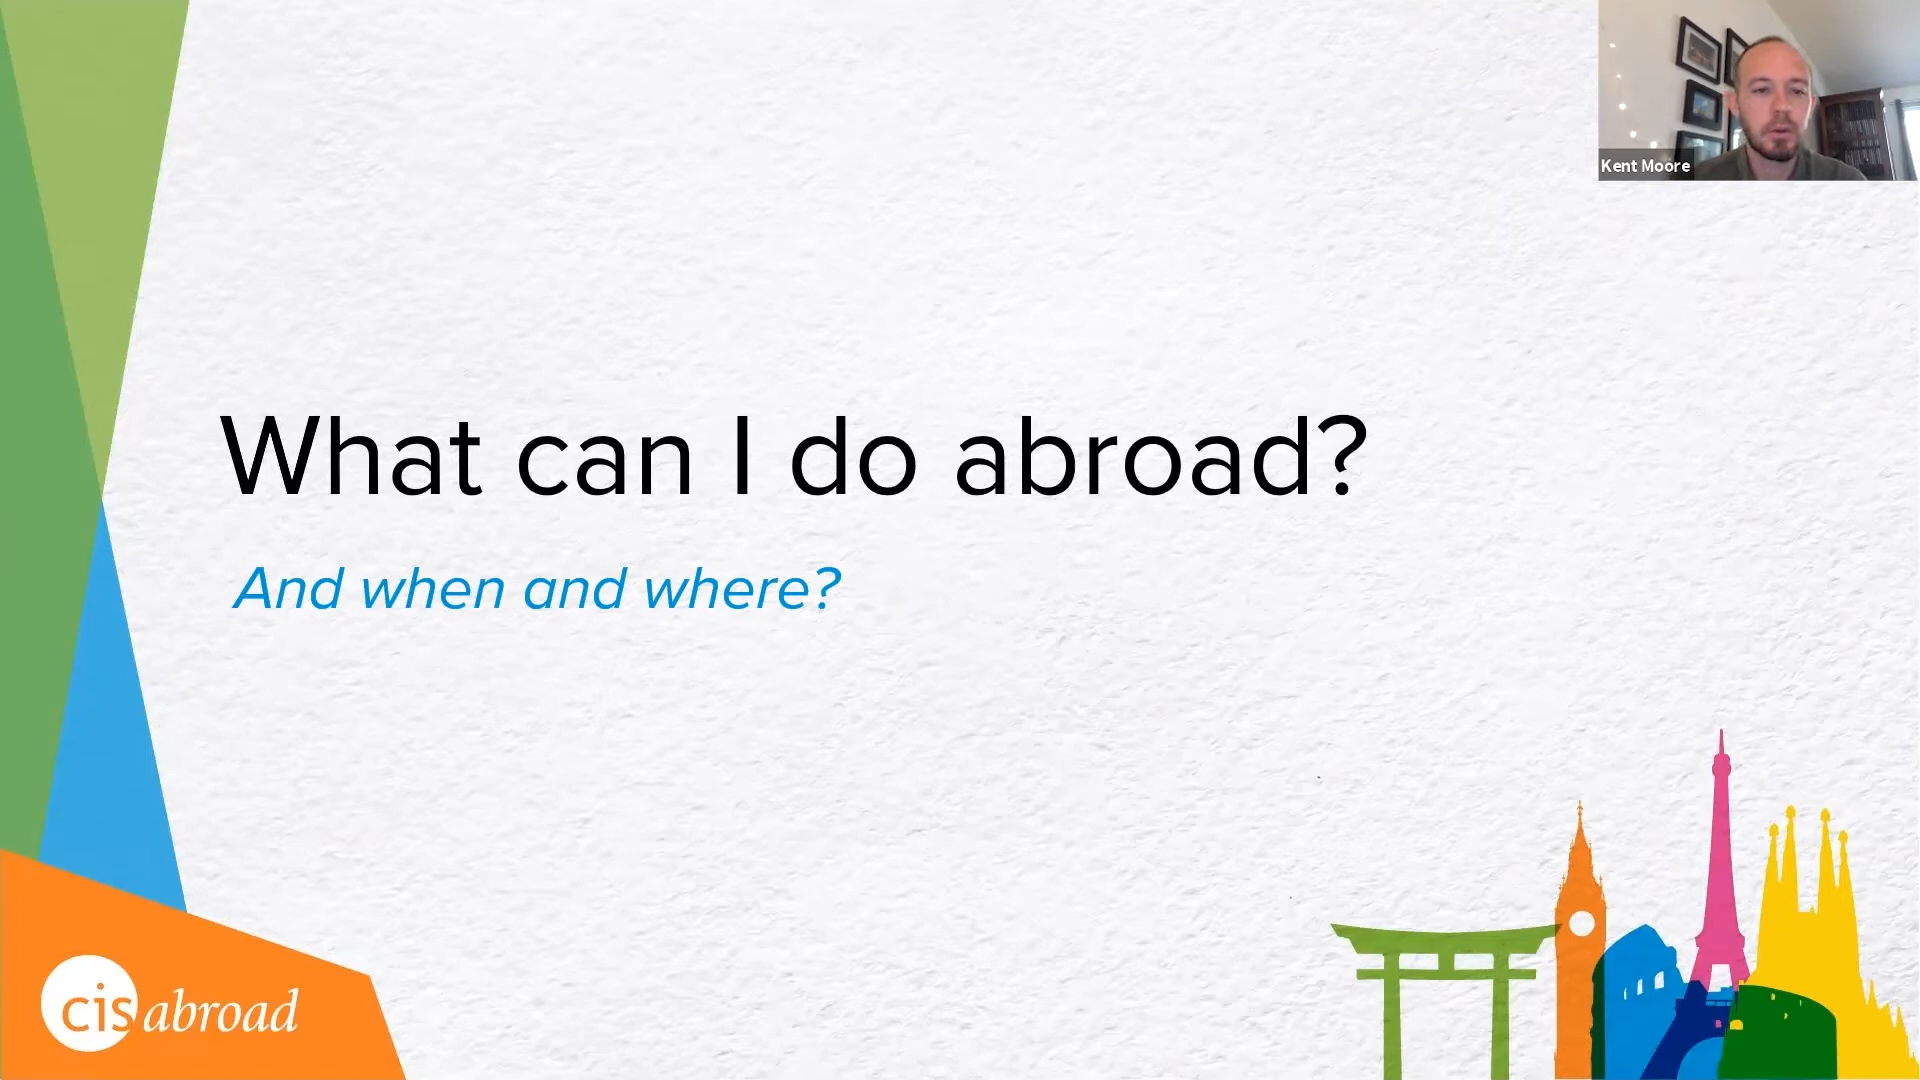 Kent Moore
What can I do abroad?
And when and where?
cis abroad